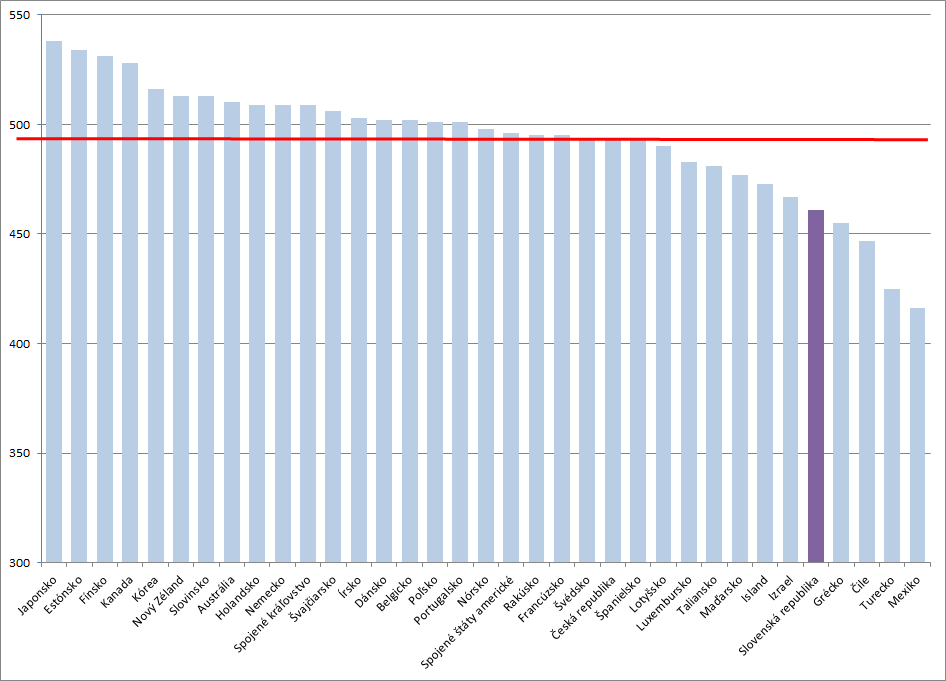 550
500
450
400
350
300
Japonsko
Estónsko
Fínsko
Kanada
Kórea
Nový Zéland
Slovinsko
Austrália
Holandsko
Nemecko
Spojené kráľovstvo
Švajčiarsko
Írsko
Dánsko
Belgicko
Poľsko
Portugalsko
Nórsko
Spojené štáty americké
Rakúsko
Francúzsko
Švédsko
Česká republika
Španielsko
Lotyšsko
Luxembursko
Taliansko
Maďarsko
Island
Izrael
Slovenská republika
Grécko
Čile
Turecko
Mexiko